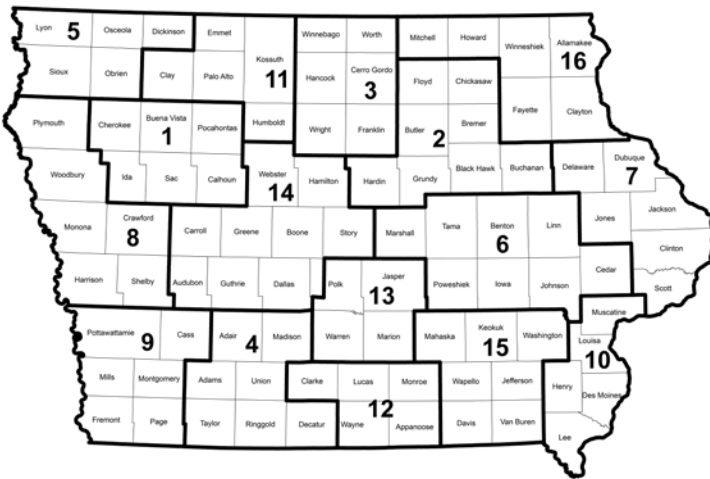 Lyon
5
Osceola
Dickinson
Emmet
Kossuth
11
Winnebago
Worth
Mitchell
Howard
Winneshiek
Allamakee
16
Sioux
Obrien
Clay
Palo Alto
Hancock
Cerro Gordo
3
Floyd
Chickasaw
Fayette
Clayton
Plymouth
Cherokee
Buena Vista
1
Pocahontas
Humboldt
Wright
Franklin
Butler
2
Bremer
Woodbury
Ida
Sac
Calhoun
Webster
14
Hamilton
Hardin
Grundy
Black Hawk
Buchanan
Delaware
Dubuque
7
Monona
Crawford
8
Carroll
Greene
Boone
Story
Marshall
Tama
Benton
6
Linn
Jones
Jackson
Clinton
Harrison
Shelby
Audubon
Guthrie
Dallas
Polk
Jasper
13
Poweshiek
Iowa
Johnson
Cedar
Scott
Muscatine
Pottawattamie
9
Cass
Adair
4
Madison
Warren
Marion
Mahaska
Keokuk
15
Washington
Louisa
10
Mills
Montgomery
Adams
Union
Clarke
Lucas
Monroe
Wapello
Jefferson
Henry
Des Moines
Fremont
Page
Taylor
Ringgold
Decatur
Wayne
12
Appanoose
Davis
Van Buren
Lee